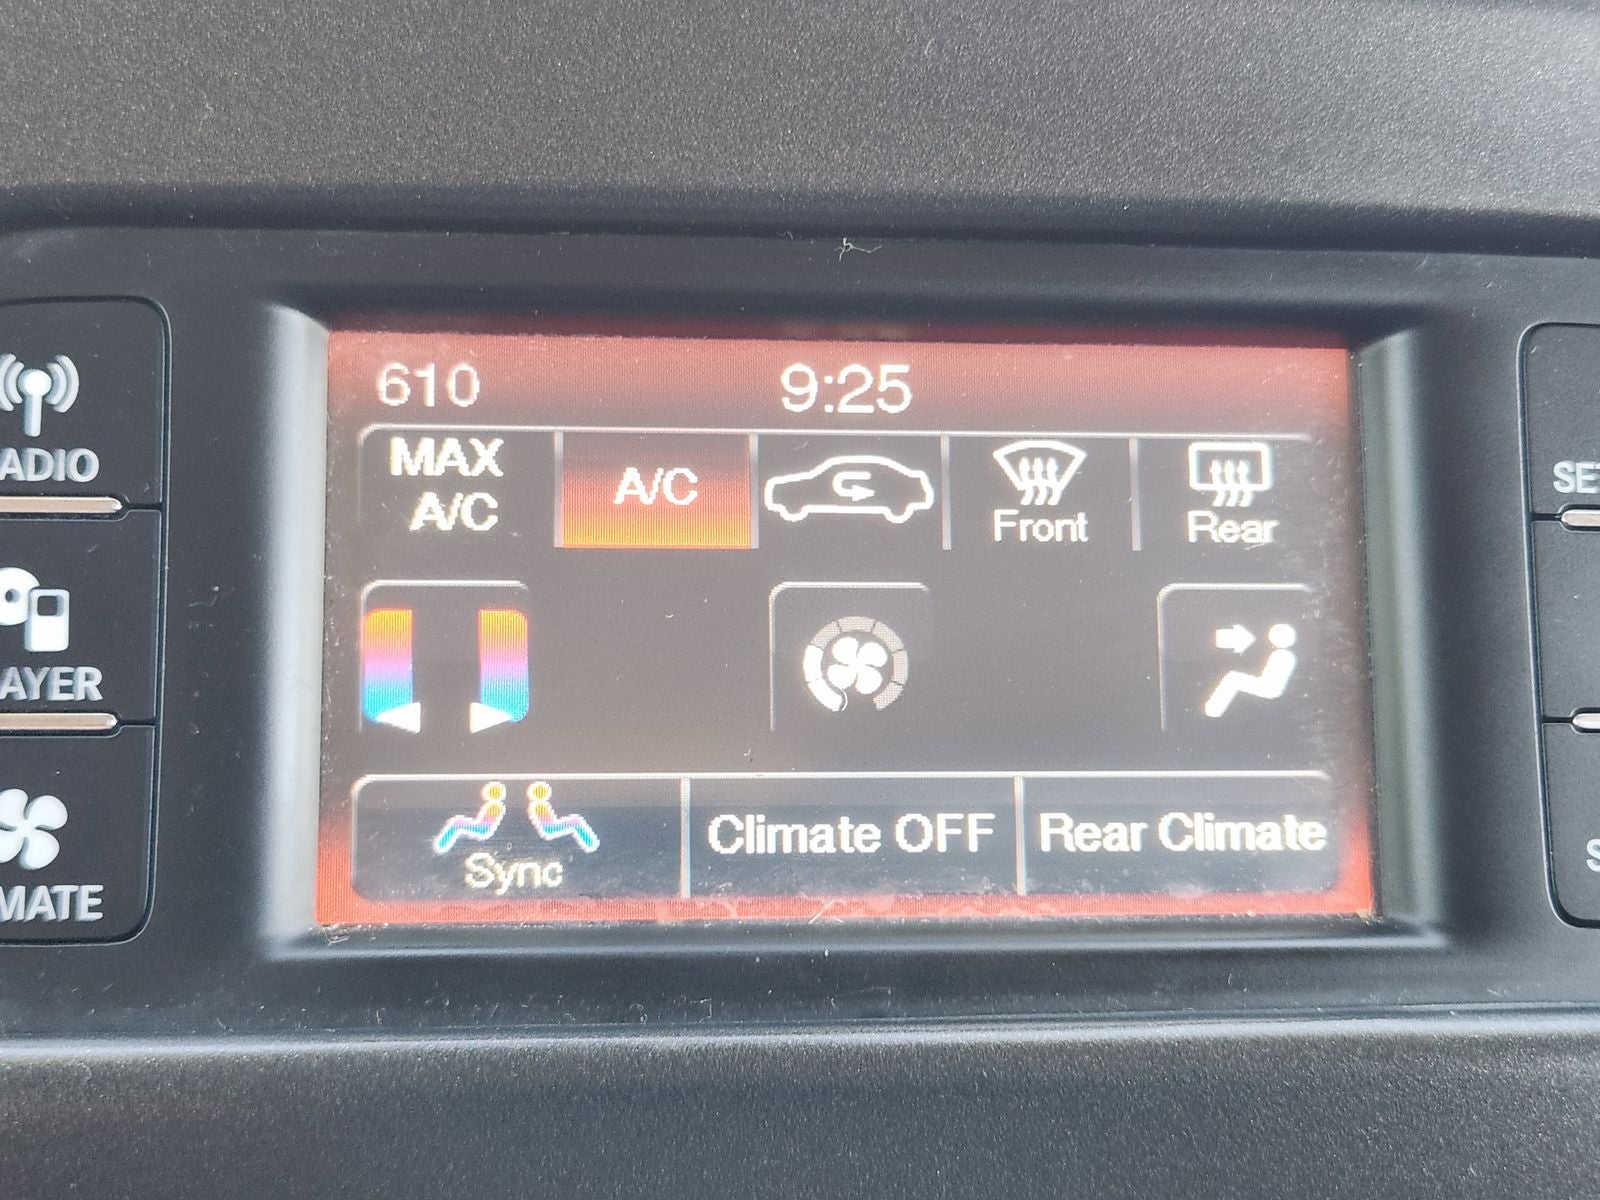 610 9:25
MAX
A/C
A/C
Front
Rear
Sync
Climate OFF
Rear Climate
ADIO
AYER
MATE
SE
S